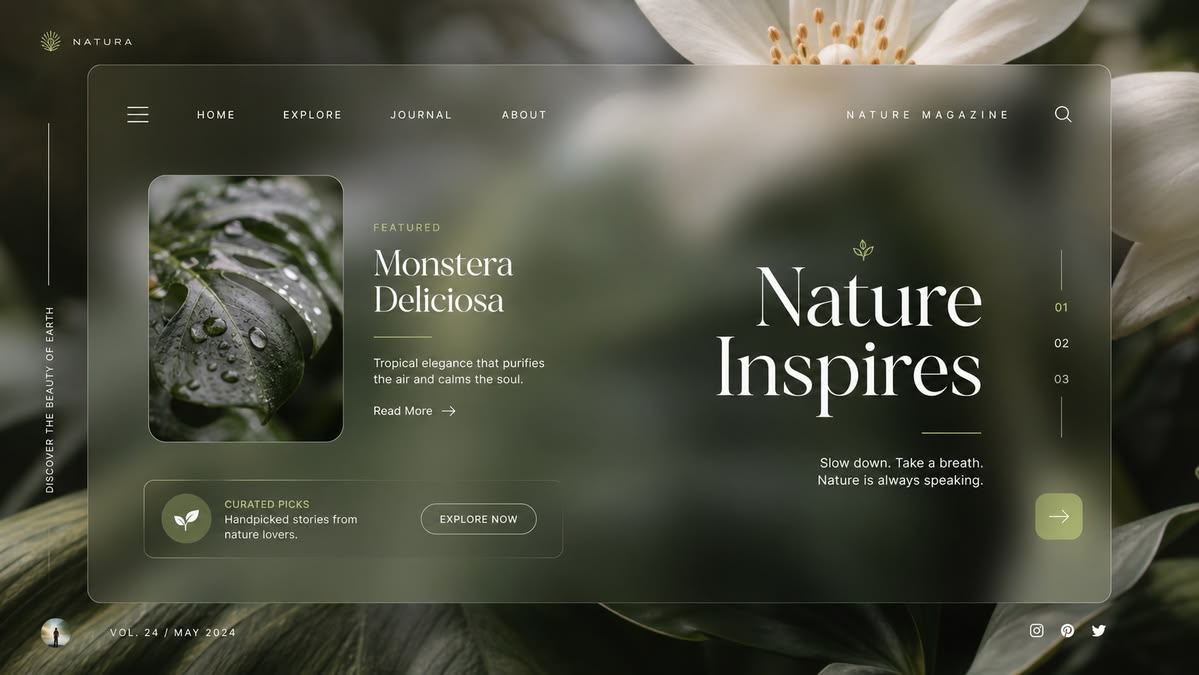 NATURA
HOME EXPLORE JOURNAL ABOUT NATURE MAGAZINE
FEATURED
Monstera
Deliciosa
Tropical elegance that purifies
the air and calms the soul.
Read More
CURATED PICKS
Handpicked stories from
nature lovers.
EXPLORE NOW
Nature
Inspires
Slow down. Take a breath.
Nature is always speaking.
01
02
03
DISCOVER THE BEAUTY OF EARTH
VOL. 24 / MAY 2024